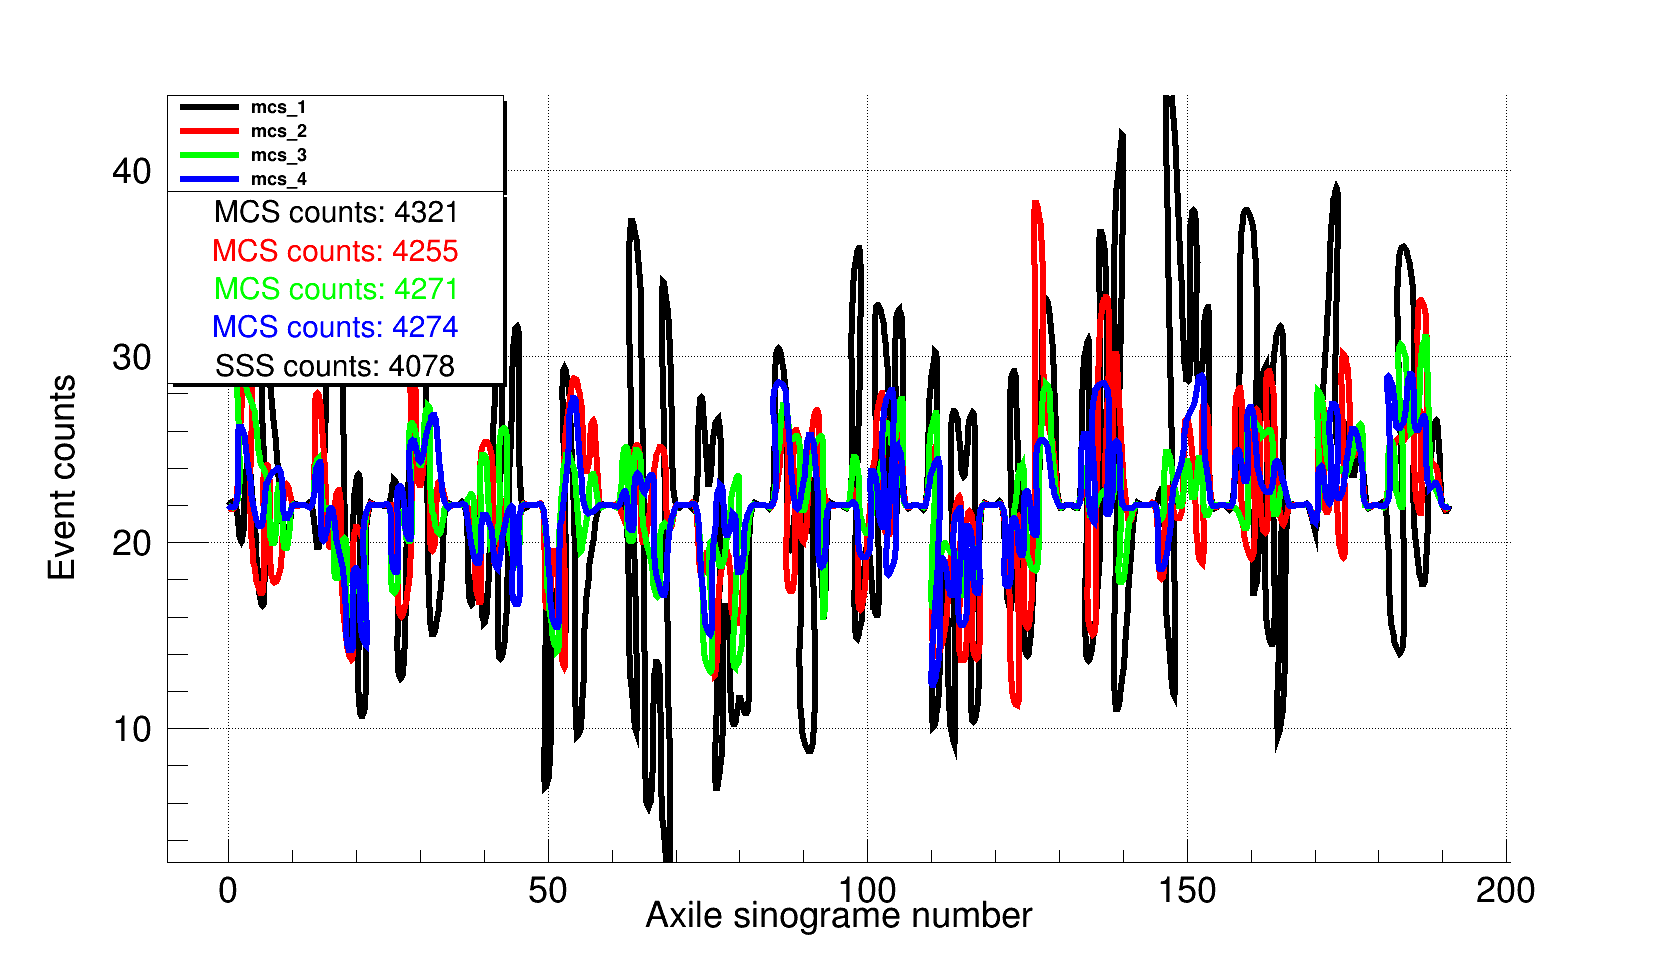 mcs_1
mcs_2
mcs_3
mcs_4
MCS counts: 4321
MCS counts: 4255
MCS counts: 4271
MCS counts: 4274
SSS counts: 4078
40
30
20
10
Event counts
0 50 100 150 200
Axile sinograme number